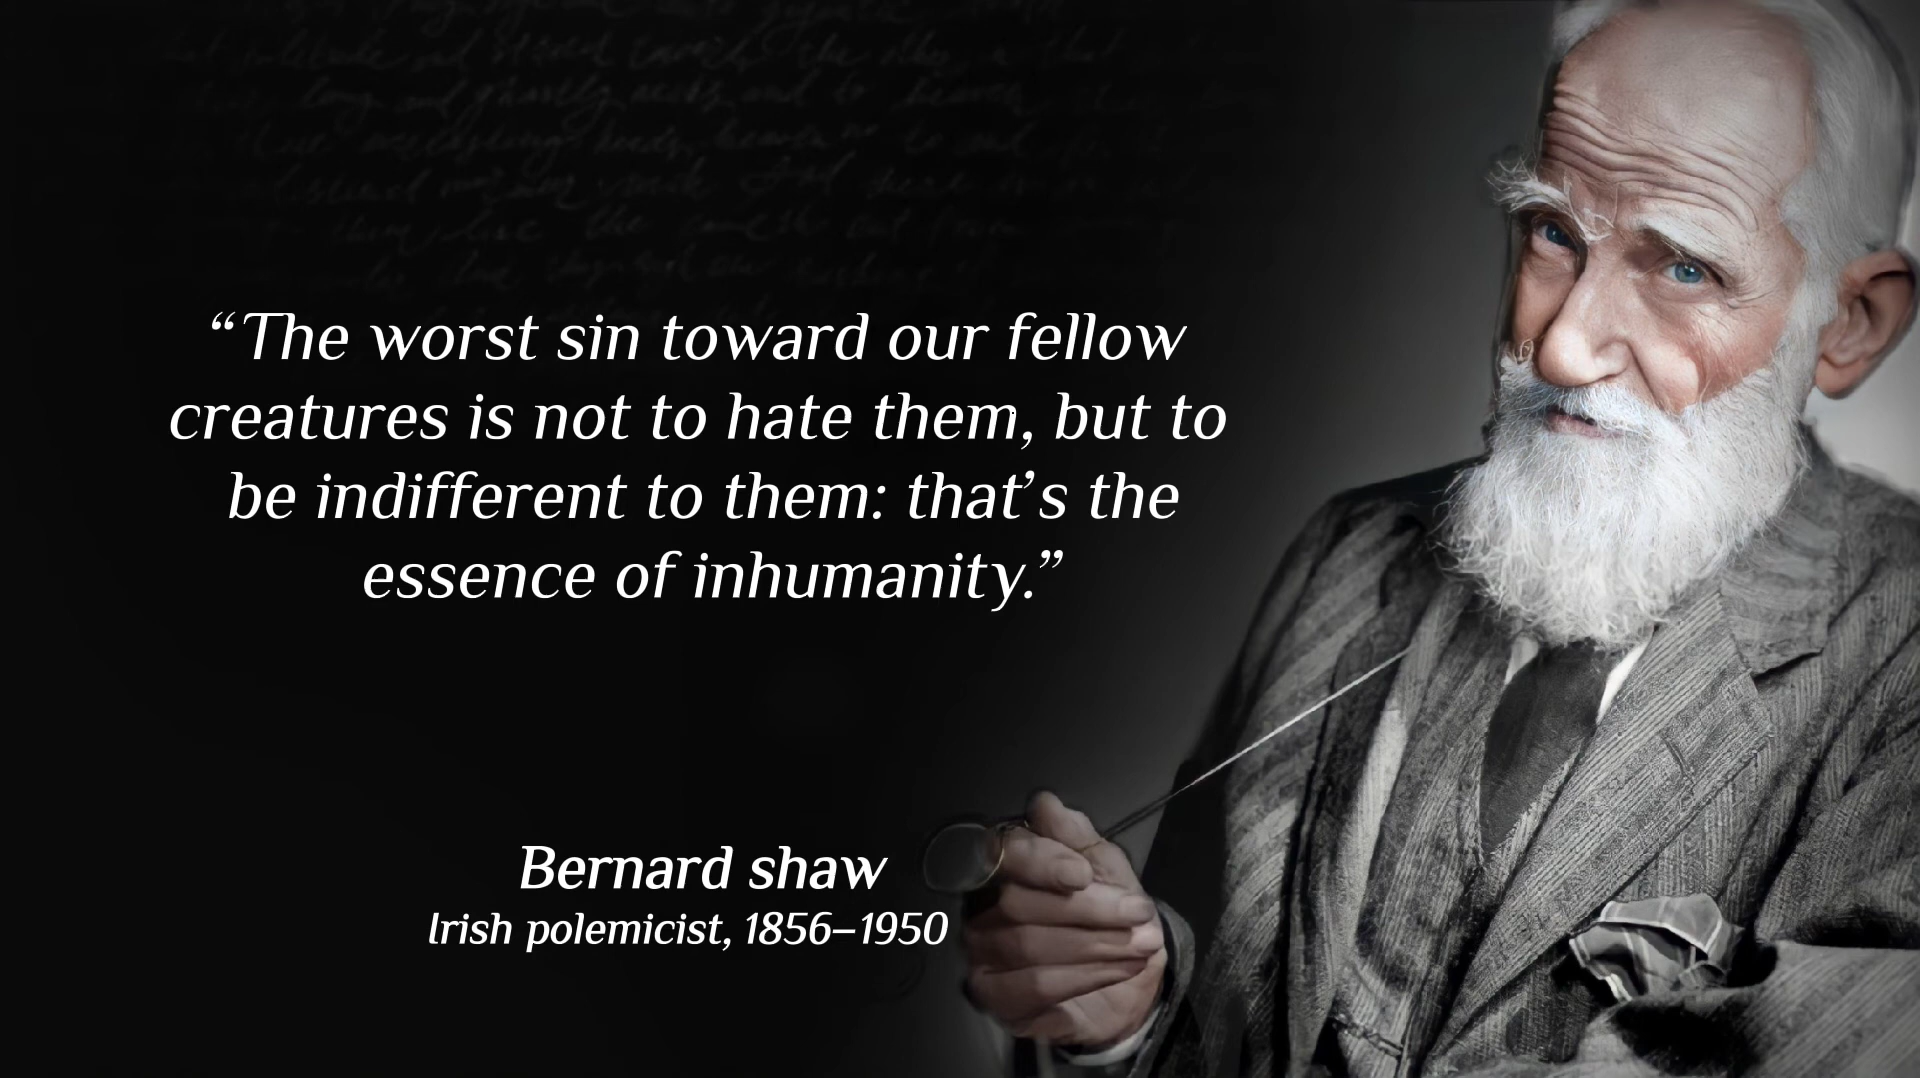 “The worst sin toward our fellow
creatures is not to hate them, but to
be indifferent to them: that’s the
essence of inhumanity.”
Bernard shaw
Irish polemicist, 1856–1950